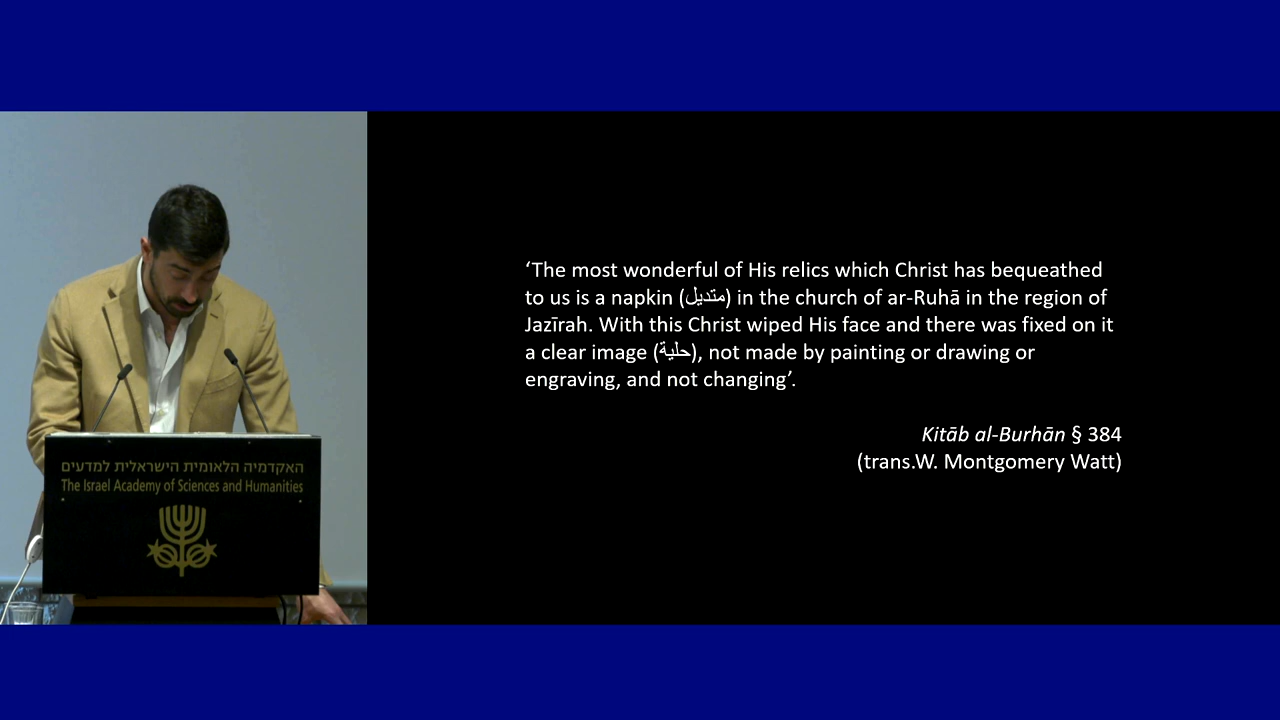 האקדמיה הלאומית הישראלית למדעים
The Israel Academy of Sciences and Humanities
‘The most wonderful of His relics which Christ has bequeathed
to us is a napkin (متديل) in the church of ar-Ruhā in the region of
Jazīrah. With this Christ wiped His face and there was fixed on it
a clear image (حلية), not made by painting or drawing or
engraving, and not changing’.
Kitāb al-Burhān § 384
(trans.W. Montgomery Watt)